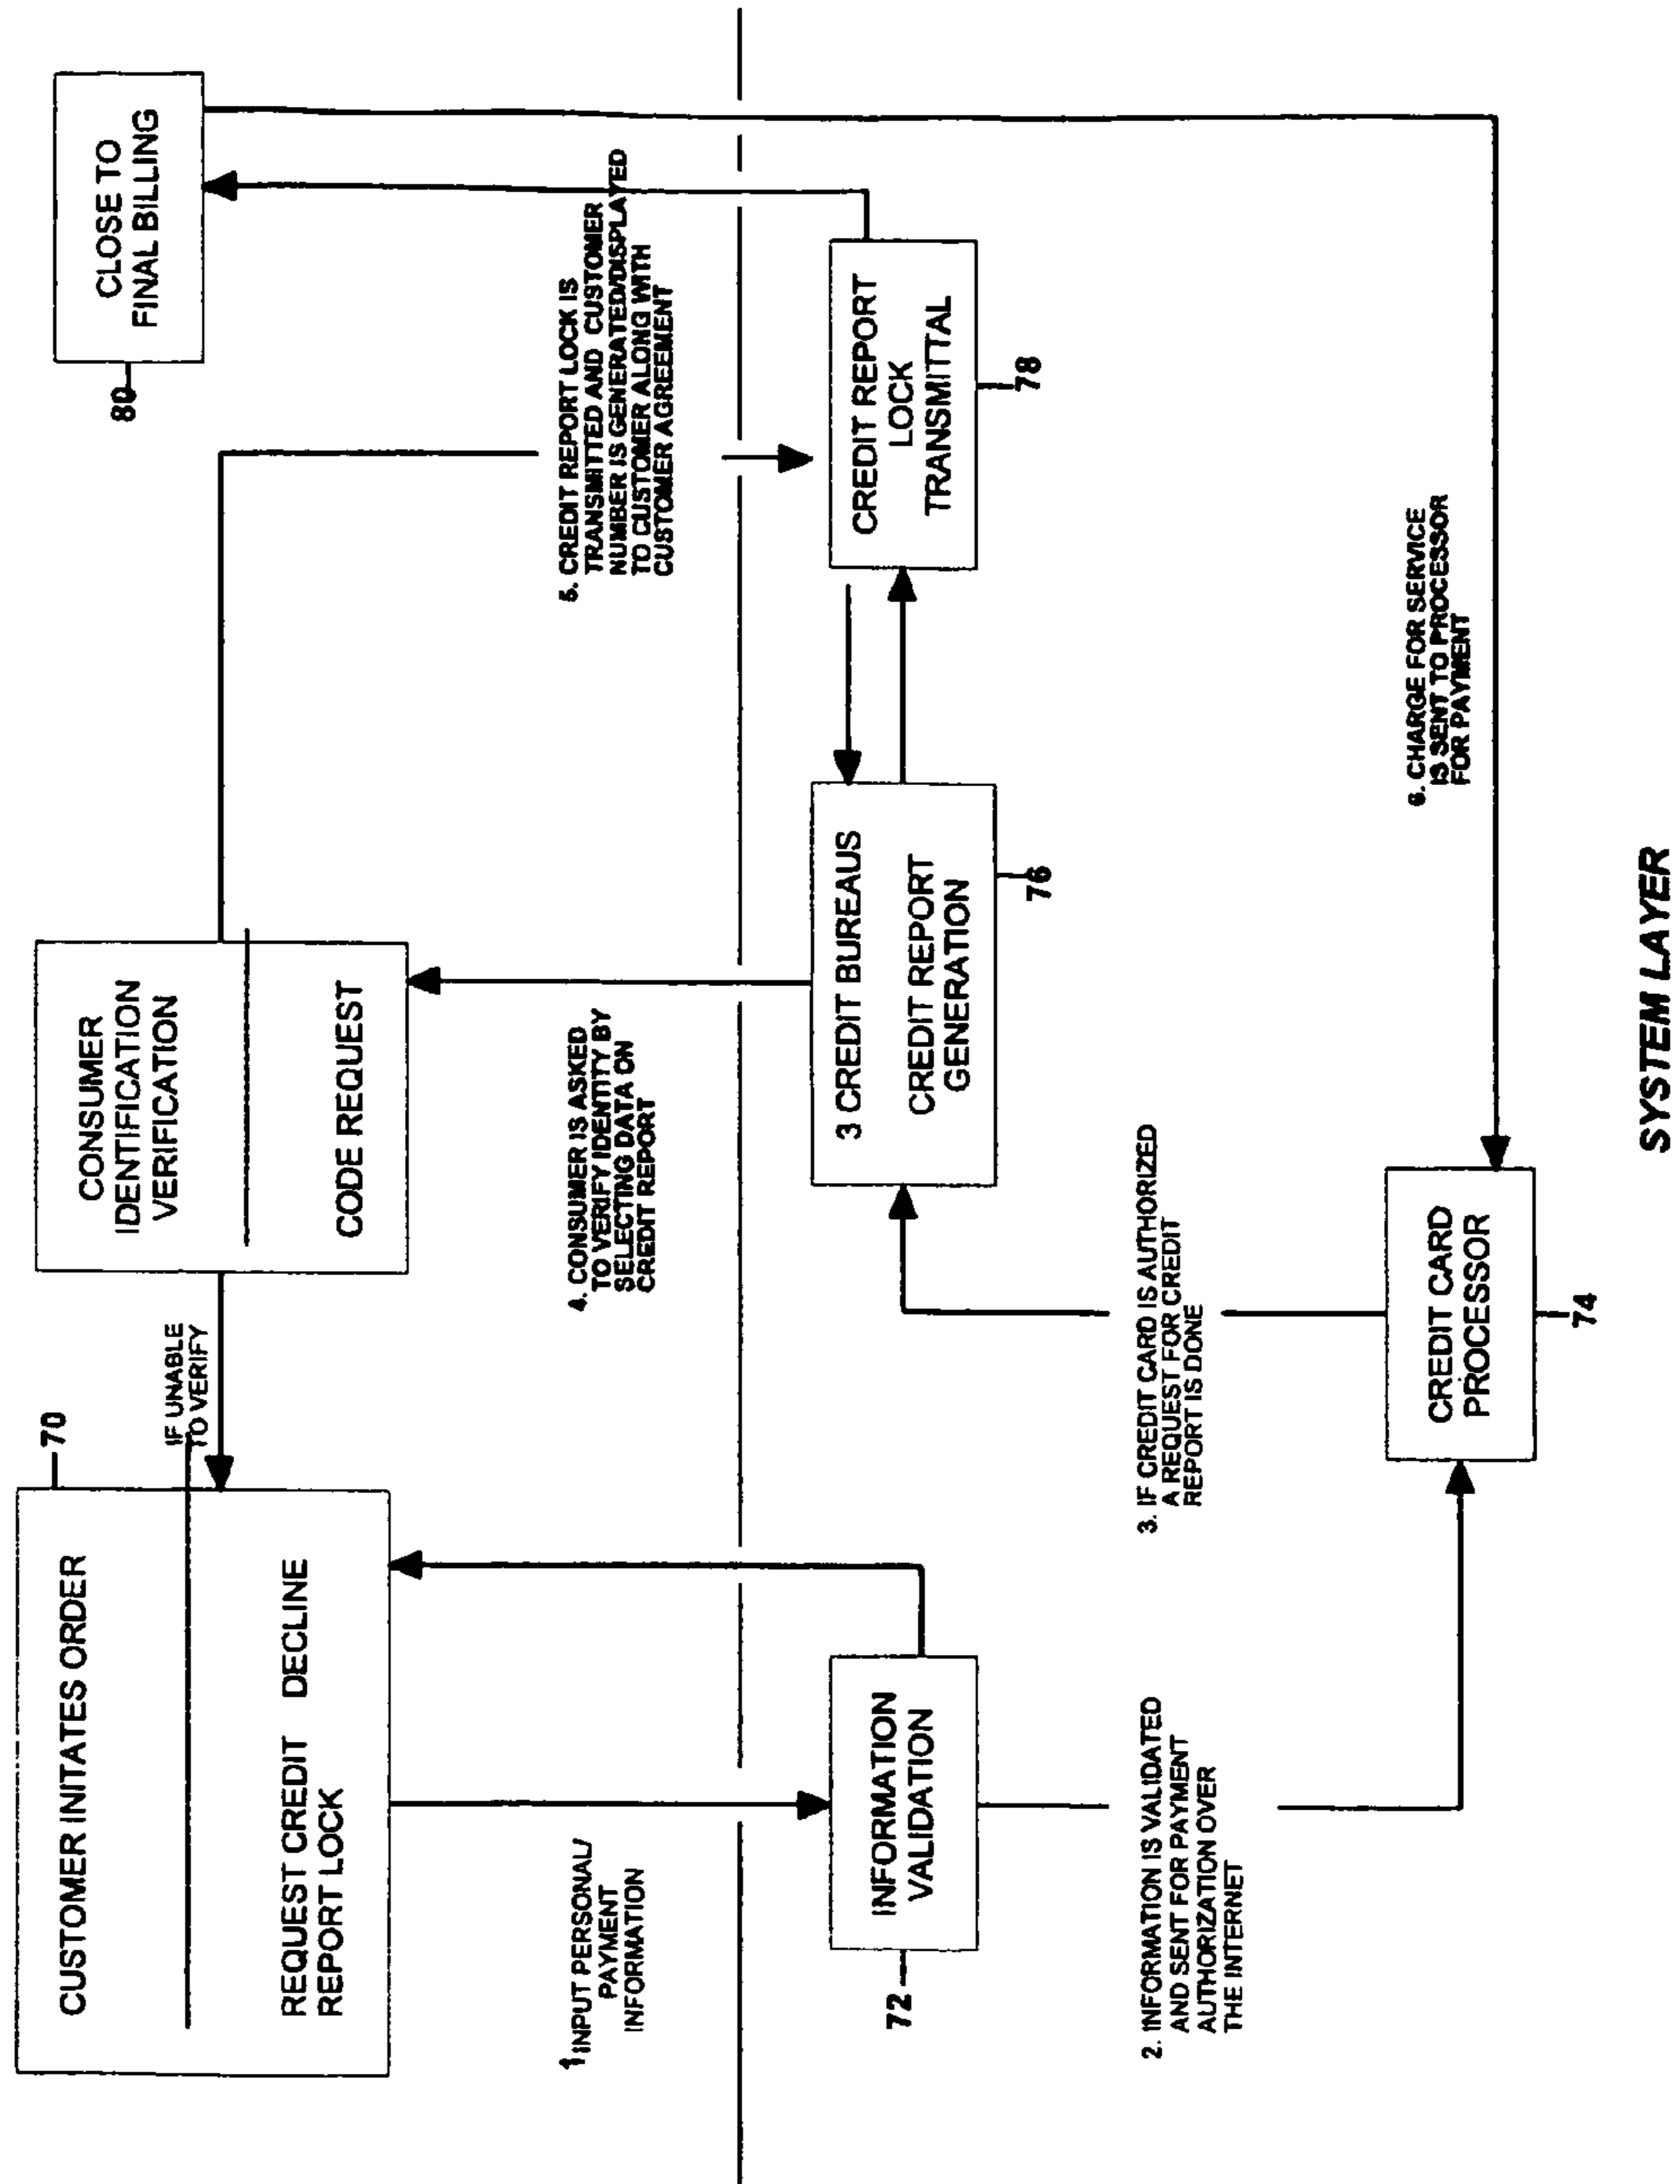 CUSTOMER INITATES ORDER
REQUEST CREDIT DECLINE
REPORT LOCK
70
IF UNABLE
TO VERIFY
CONSUMER
IDENTIFICATION
VERIFICATION
CODE REQUEST
CLOSE TO
FINAL BILLING
80
1 INPUT PERSONAL/
PAYMENT
INFORMATION
4. CONSUMER IS ASKED
TO VERIFY IDENTITY BY
SELECTING DATA ON
CREDIT REPORT
5. CREDIT REPORT LOCK IS
TRANSMITTED AND CUSTOMER
NUMBER IS GENERATED/DISPLAYED
TO CUSTOMER ALONG WITH
CUSTOMER AGREEMENT
INFORMATION
VALIDATION
72
3 CREDIT BUREAUS
CREDIT REPORT
GENERATION
76
CREDIT REPORT
LOCK
TRANSMITTAL
78
2. INFORMATION IS VALIDATED
AND SENT FOR PAYMENT
AUTHORIZATION OVER
THE INTERNET
3. IF CREDIT CARD IS AUTHORIZED
A REQUEST FOR CREDIT
REPORT IS DONE
6. CHARGE FOR SERVICE
IS SENT TO PROCESSOR
FOR PAYMENT
CREDIT CARD
PROCESSOR
74
SYSTEM LAYER